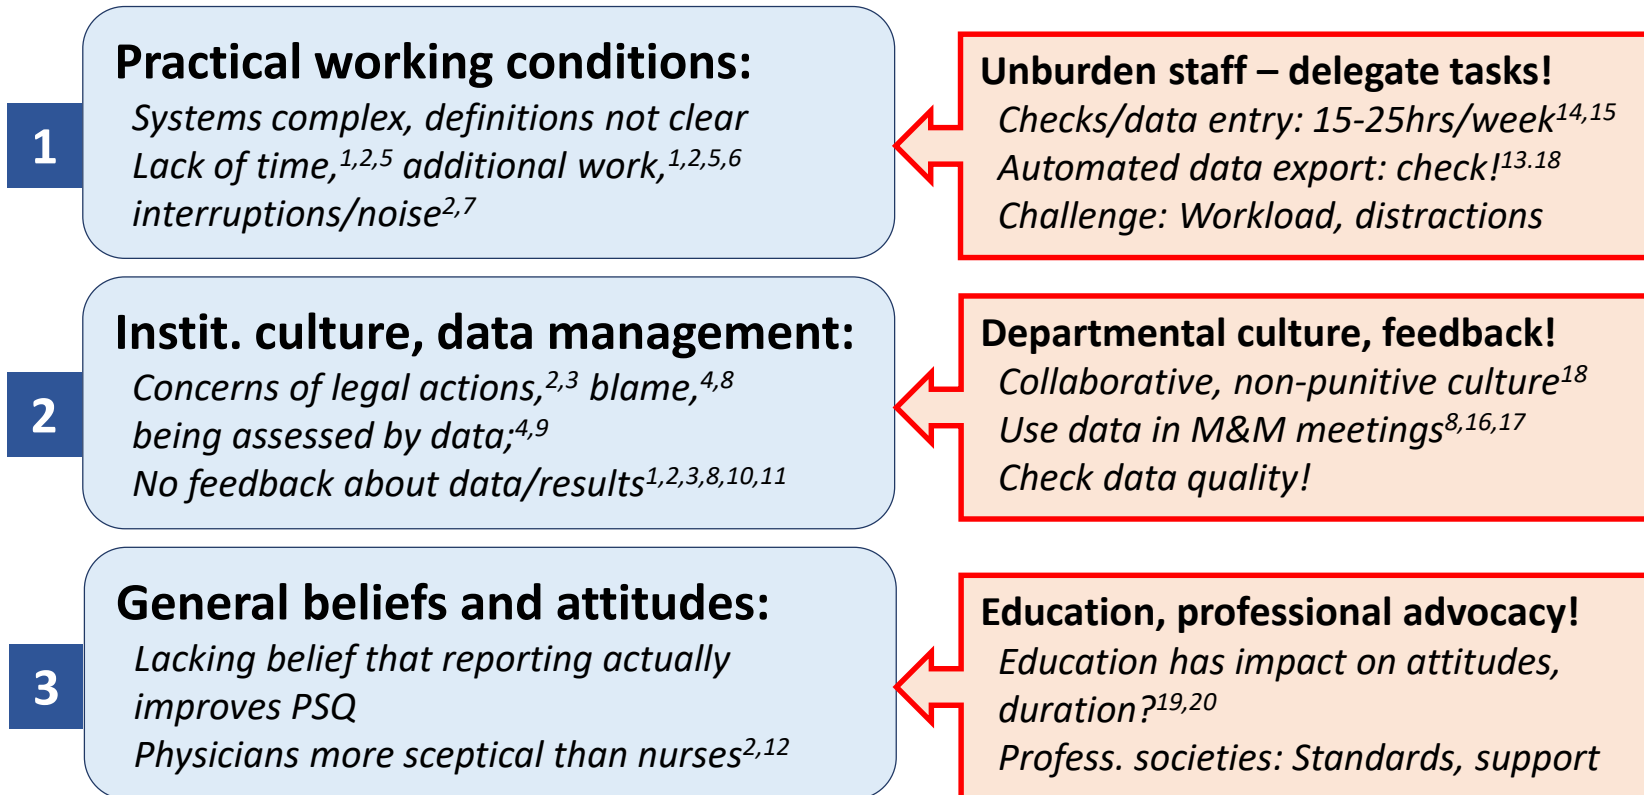 1
Practical working conditions:
Systems complex, definitions not clear
Lack of time,1,2,5 additional work,1,2,5,6
interruptions/noise2,7
Unburden staff – delegate tasks!
Checks/data entry: 15-25hrs/week14,15
Automated data export: check!13.18
Challenge: Workload, distractions
2
Instit. culture, data management:
Concerns of legal actions,2,3 blame,4,8
being assessed by data;4,9
No feedback about data/results1,2,3,8,10,11
Departmental culture, feedback!
Collaborative, non-punitive culture18
Use data in M&M meetings8,16,17
Check data quality!
3
General beliefs and attitudes:
Lacking belief that reporting actually
improves PSQ
Physicians more sceptical than nurses2,12
Education, professional advocacy!
Education has impact on attitudes,
duration?19,20
Profess. societies: Standards, support